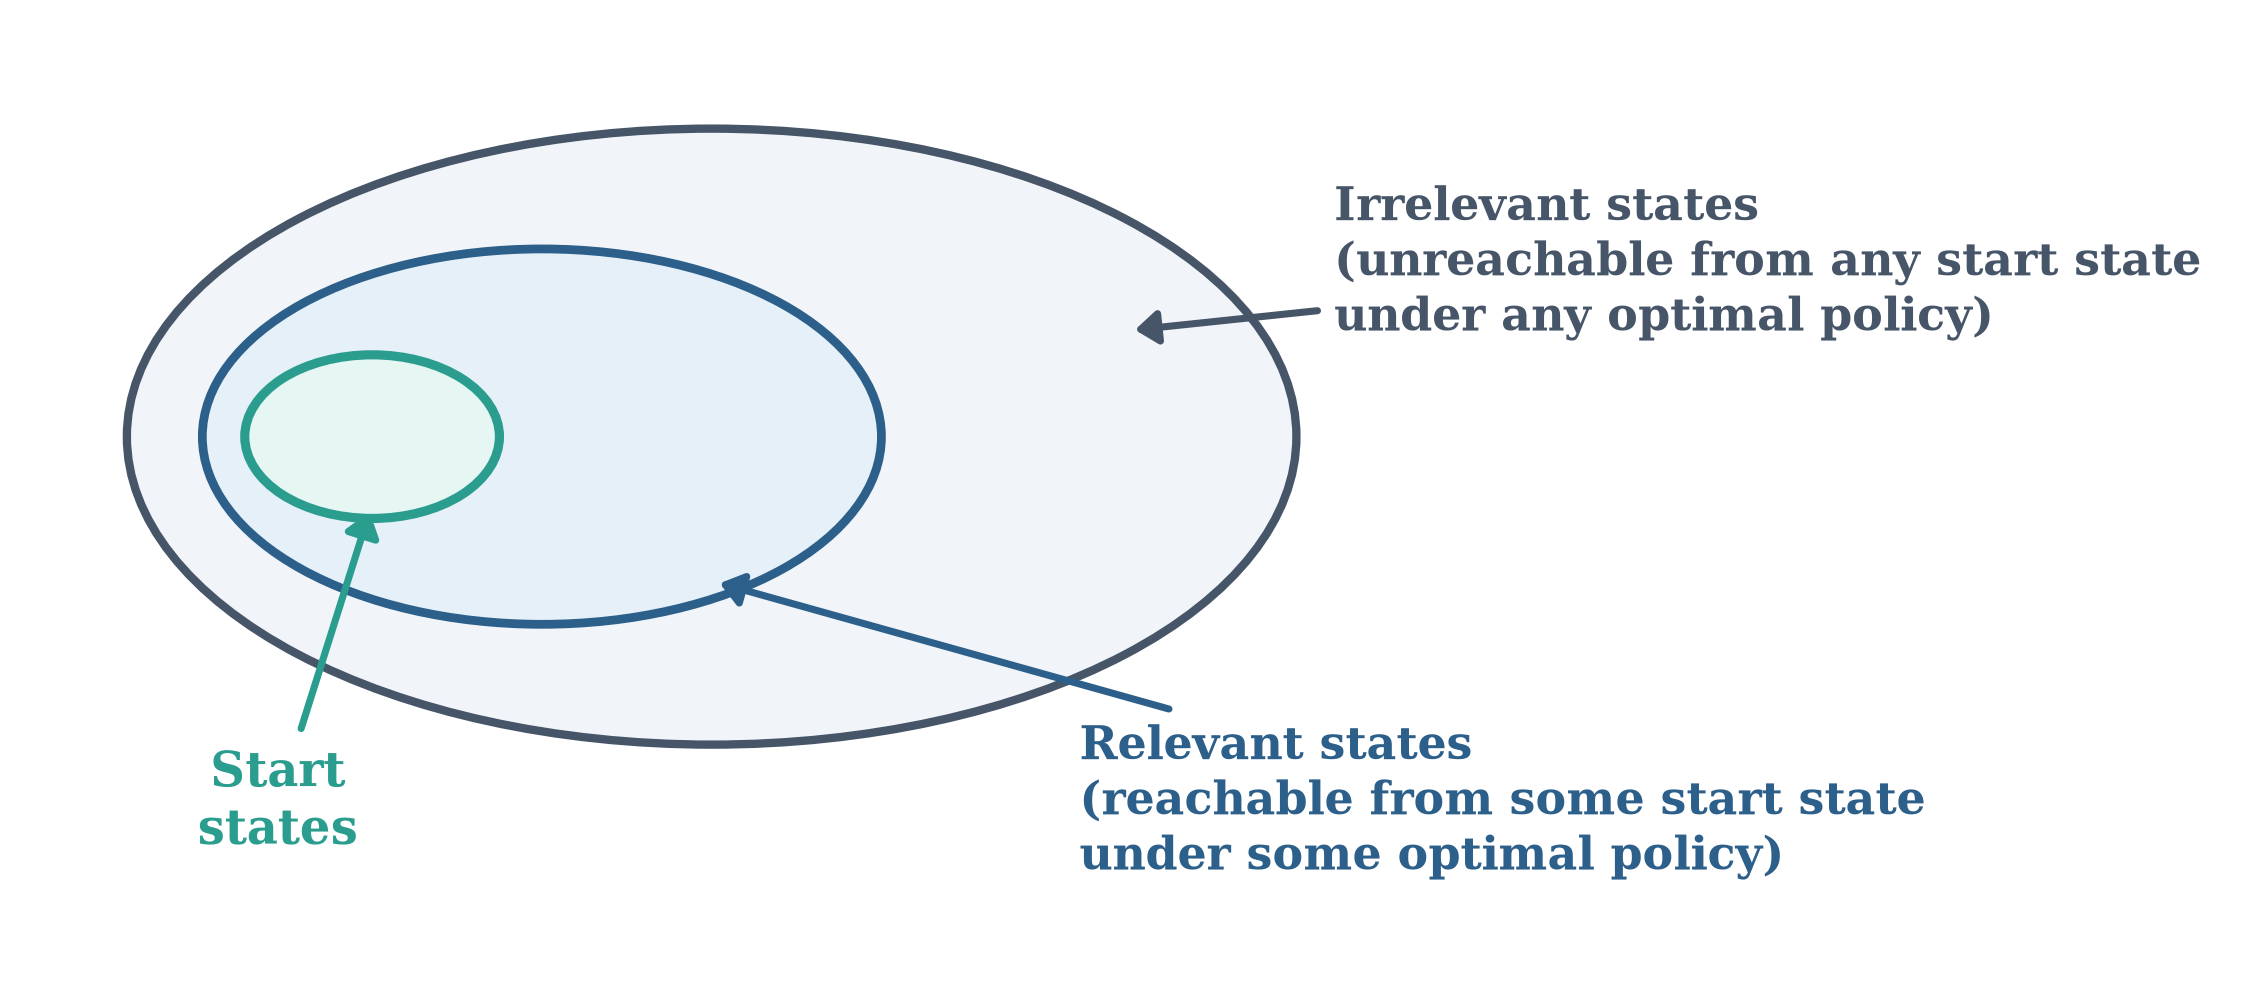 Irrelevant states
(unreachable from any start state
under any optimal policy)
Start
states
Relevant states
(reachable from some start state
under some optimal policy)